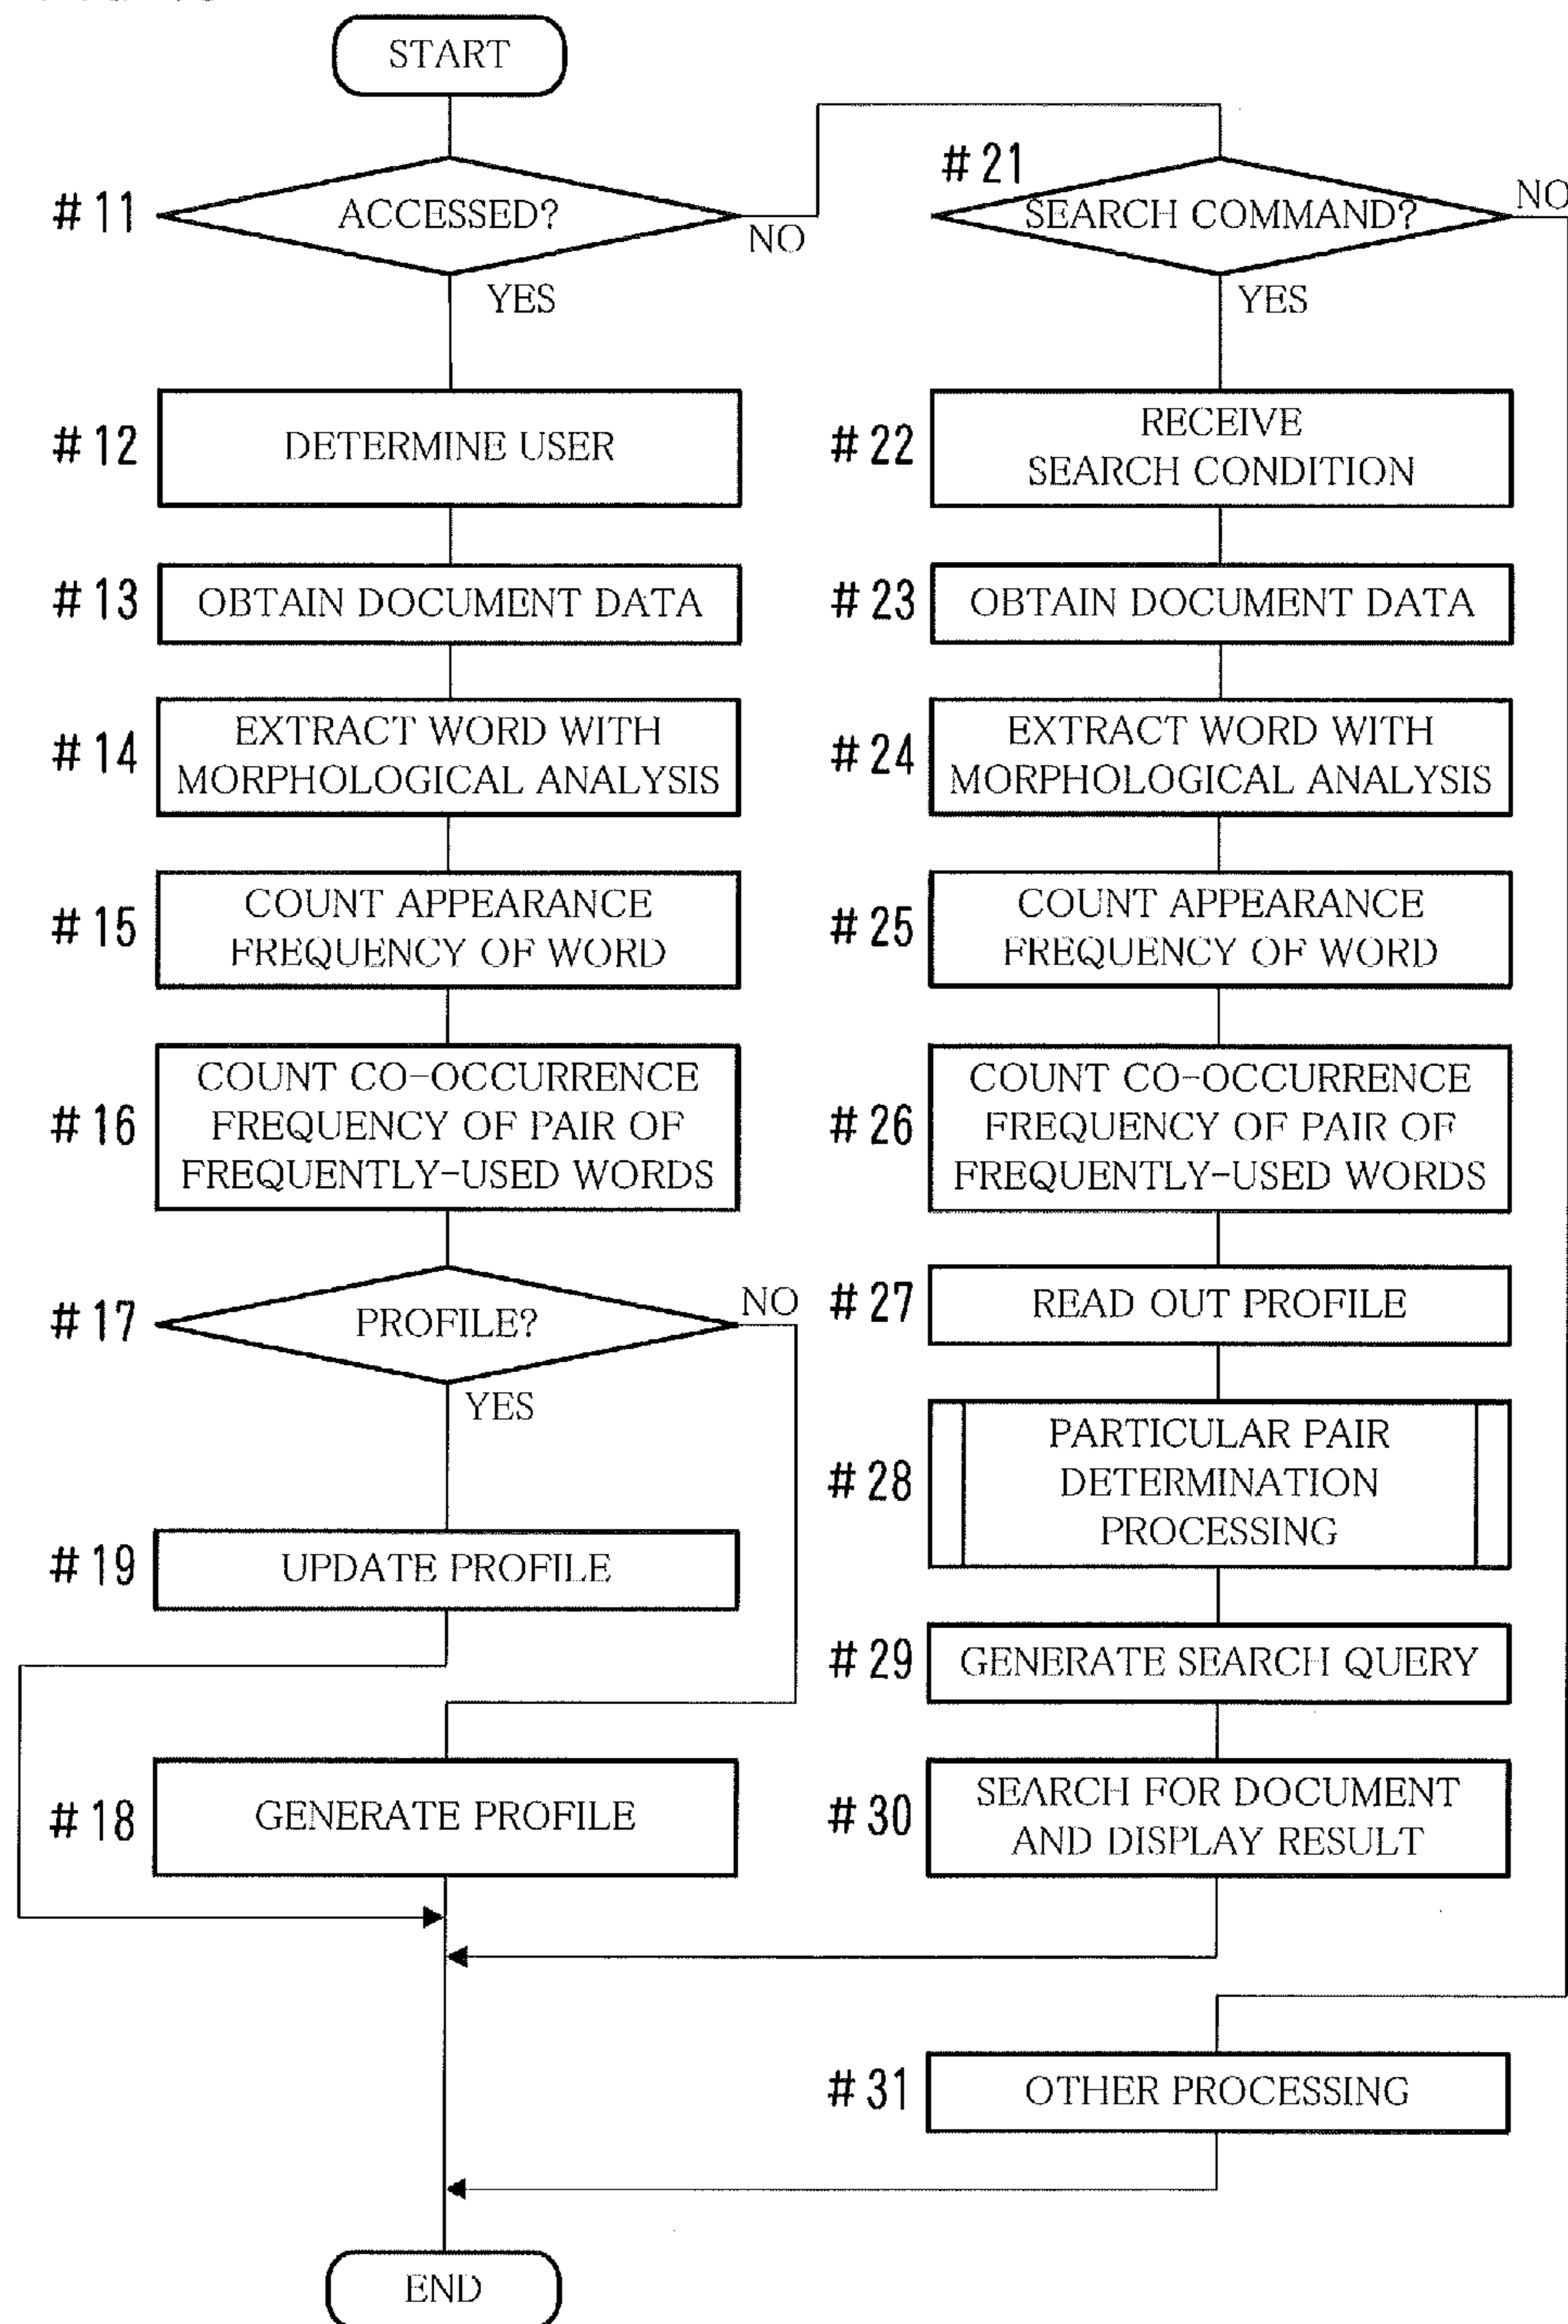 START
#11
ACCESSED?
NO
YES
#12
DETERMINE USER
#13
OBTAIN DOCUMENT DATA
#14
EXTRACT WORD WITH
MORPHOLOGICAL ANALYSIS
#15
COUNT APPEARANCE
FREQUENCY OF WORD
#16
COUNT CO-OCCURRENCE
FREQUENCY OF PAIR OF
FREQUENTLY-USED WORDS
#17
PROFILE?
NO
YES
#19
UPDATE PROFILE
#18
GENERATE PROFILE
#21
SEARCH COMMAND?
NO
YES
#22
RECEIVE
SEARCH CONDITION
#23
OBTAIN DOCUMENT DATA
#24
EXTRACT WORD WITH
MORPHOLOGICAL ANALYSIS
#25
COUNT APPEARANCE
FREQUENCY OF WORD
#26
COUNT CO-OCCURRENCE
FREQUENCY OF PAIR OF
FREQUENTLY-USED WORDS
#27
READ OUT PROFILE
#28
PARTICULAR PAIR
DETERMINATION
PROCESSING
#29
GENERATE SEARCH QUERY
#30
SEARCH FOR DOCUMENT
AND DISPLAY RESULT
#31
OTHER PROCESSING
END